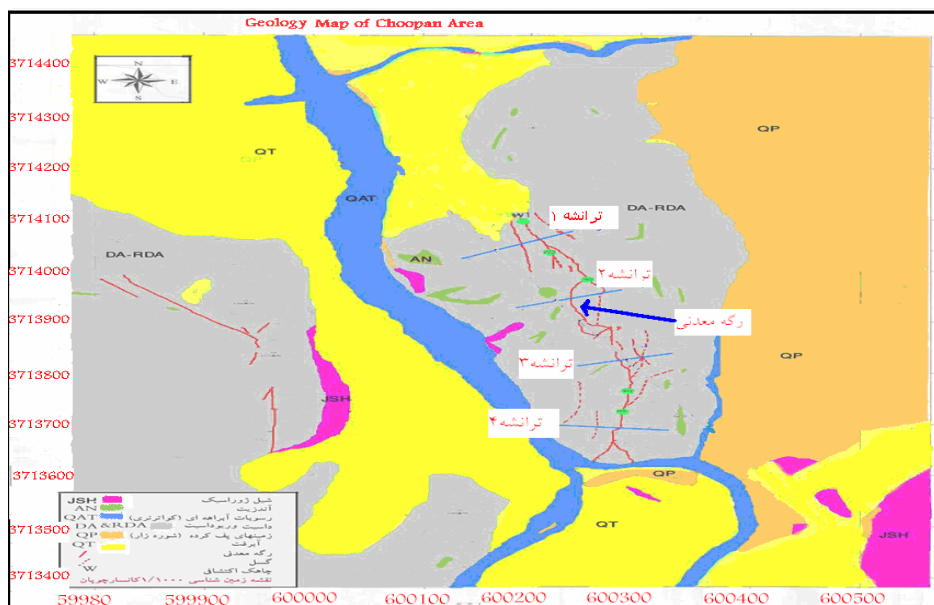 Geology Map of Choopan Area
3714400
N
W E
S
3714300
QP
QT
QP
3714200
QAT
3714100
W1
ترانشه ۱
DA-RDA
DA-RDA
AN
3714000
ترانشه ۲
3713900
رگه معدنی
3713800
ترانشه ۳
QP
JSH
3713700
ترانشه ۴
3713600
QP
JSH شیل ژوراسیک
AN آندزیت
QAT رسوبات آبراهه ای (کواترنری)
DA &RDA داسیت و ریوداسیت
QP زمینهای پف کرده (شوره زار)
QT آبرفت
رگه معدنی
گسل
W چاهک اکتشافی
نقشه زمین شناسی ۱/۱۰۰۰ کانسار چوپان
3713500
QT
JSH
3713400
599980 599900 600000 600100 600200 600300 600400 600500